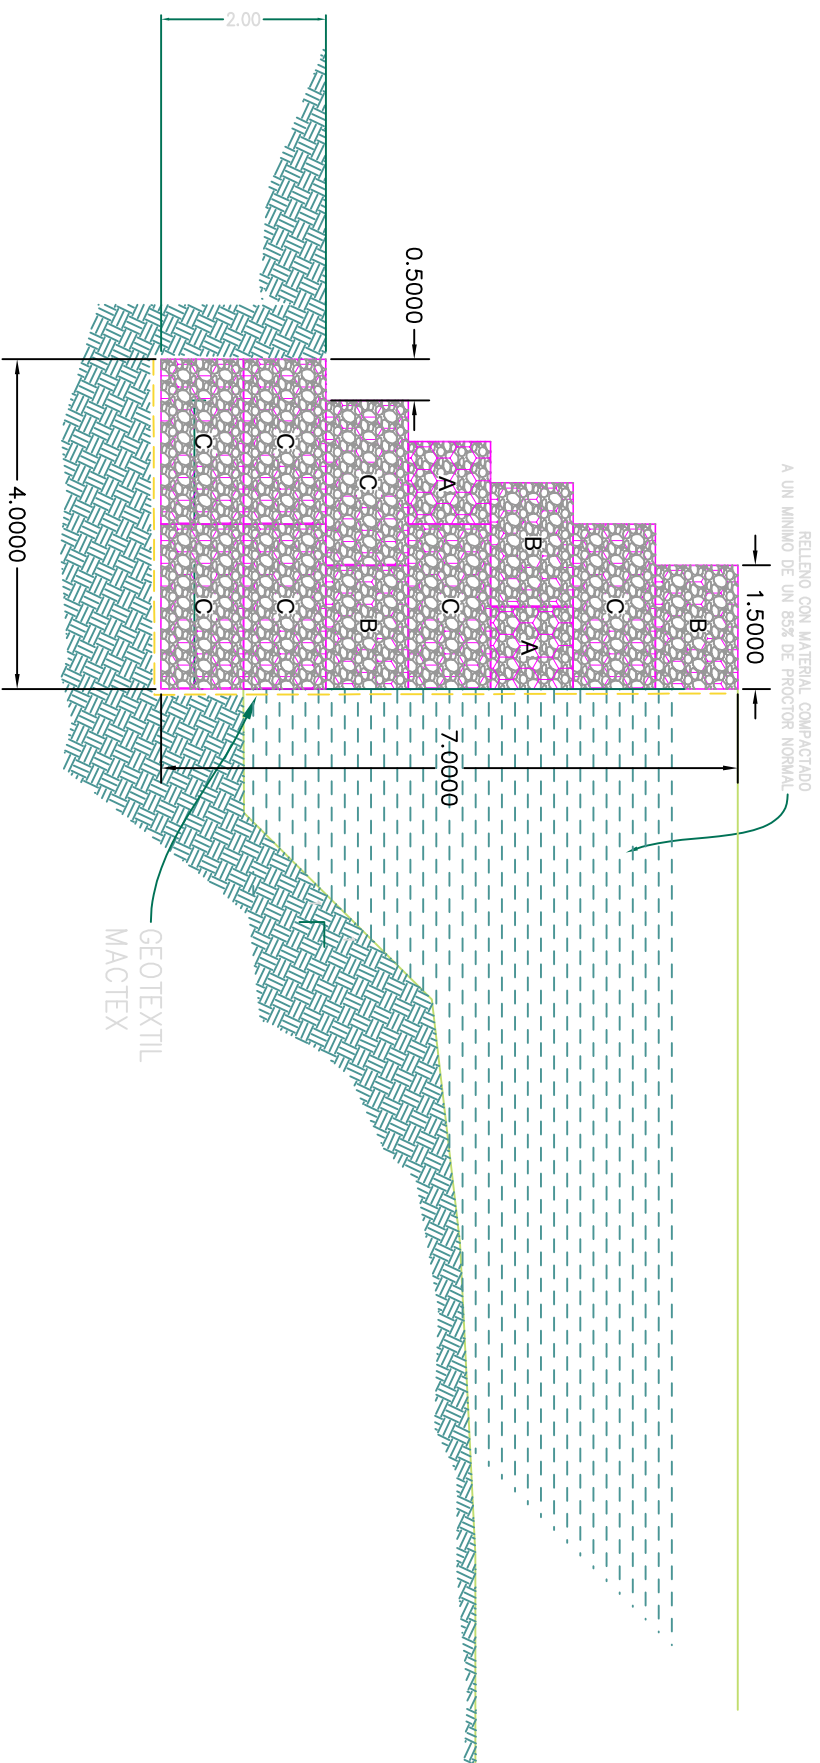 RELLENO CON MATERIAL COMPACTADO
A UN MINIMO DE UN 85% DE PROCTOR NORMAL
1.5000
B
C
B
A
7.0000
A
C
0.5000
C
B
2.00
C
C
C
C
4.0000
GEOTEXTIL
MACTEX